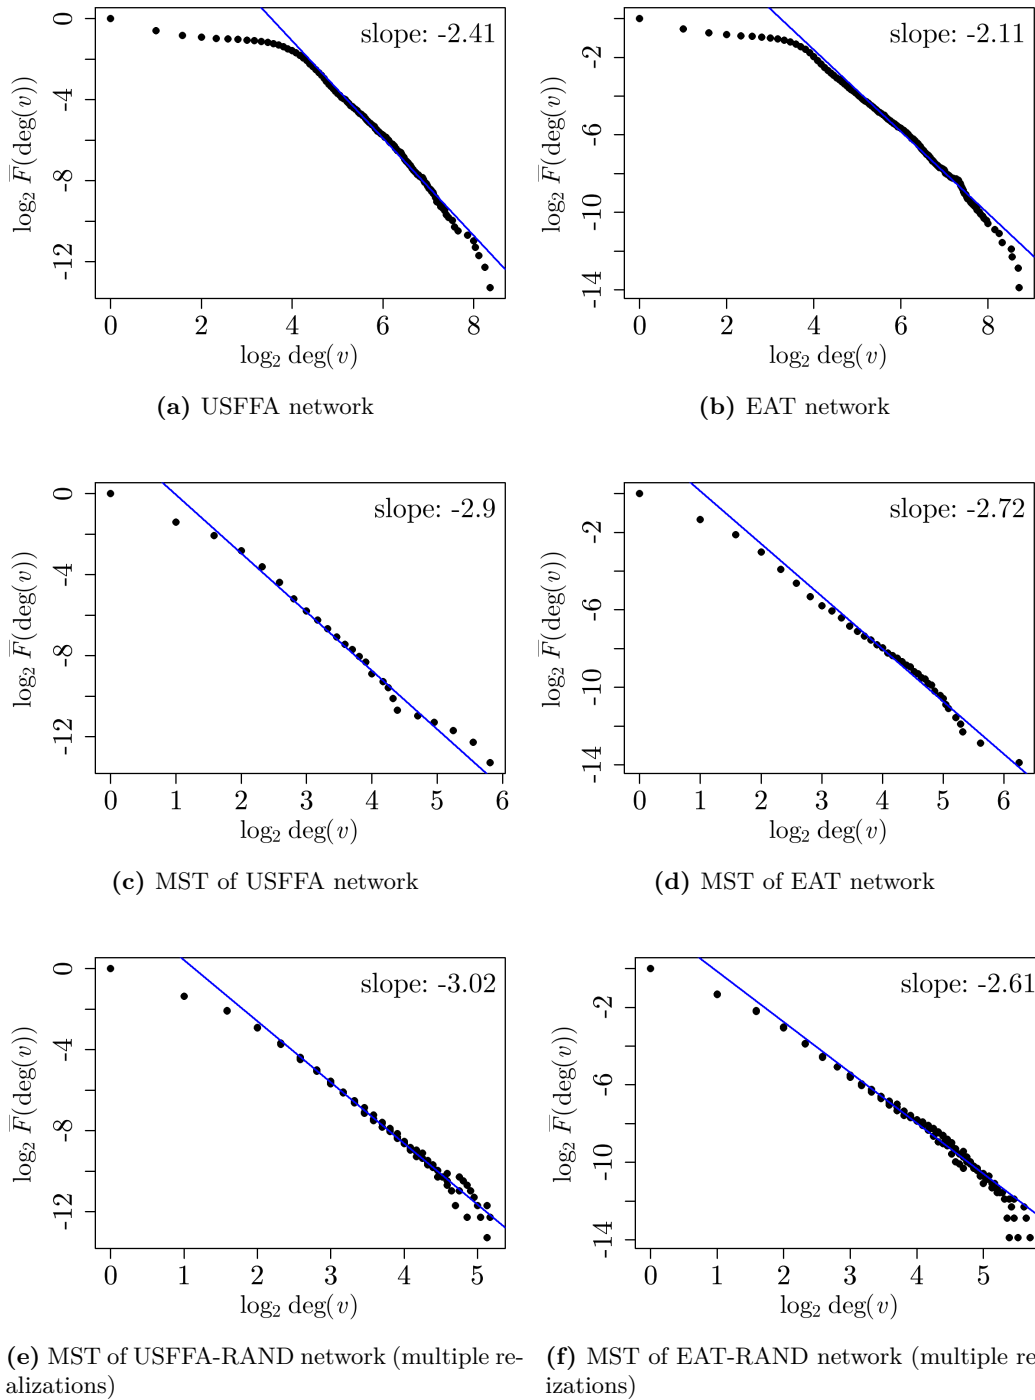 slope: -2.41
0
-4
-8
-12
log₂ F̅(deg(v))
0 2 4 6 8
log₂ deg(v)
(a) USFFA network
slope: -2.11
-2
-6
-10
-14
log₂ F̅(deg(v))
0 2 4 6 8
log₂ deg(v)
(b) EAT network
slope: -2.9
0
-4
-8
-12
log₂ F̅(deg(v))
0 1 2 3 4 5 6
log₂ deg(v)
(c) MST of USFFA network
slope: -2.72
-2
-6
-10
-14
log₂ F̅(deg(v))
0 1 2 3 4 5 6
log₂ deg(v)
(d) MST of EAT network
slope: -3.02
0
-4
-8
-12
log₂ F̅(deg(v))
0 1 2 3 4 5
log₂ deg(v)
(e) MST of USFFA-RAND network (multiple re-
alizations)
slope: -2.61
-2
-6
-10
-14
log₂ F̅(deg(v))
0 1 2 3 4 5
log₂ deg(v)
(f) MST of EAT-RAND network (multiple re
izations)